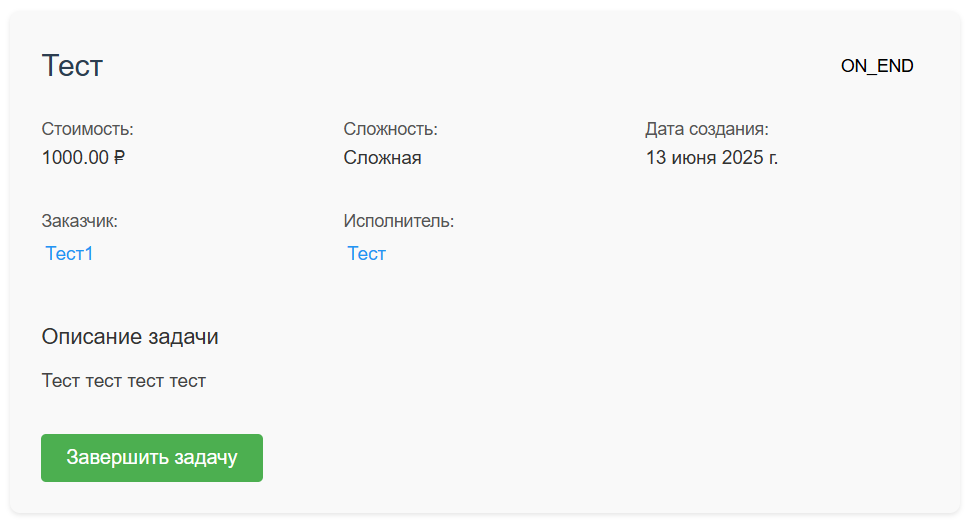 Тест
ON_END
Стоимость:
1000.00 ₽
Сложность:
Сложная
Дата создания:
13 июня 2025 г.
Заказчик:
Тест1
Исполнитель:
Тест
Описание задачи
Тест тест тест тест
Завершить задачу